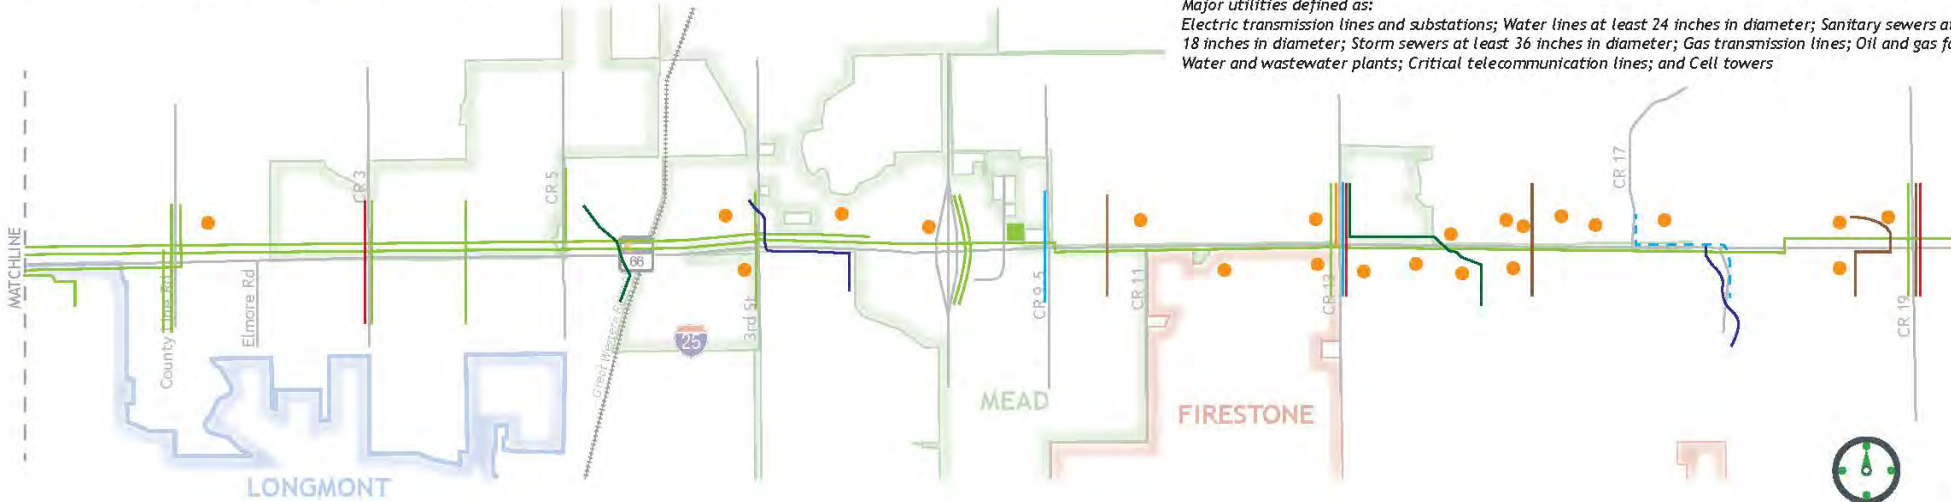 Major utilities defined as:
Electric transmission lines and substations; Water lines at least 24 inches in diameter; Sanitary sewers at
18 inches in diameter; Storm sewers at least 36 inches in diameter; Gas transmission lines; Oil and gas fa
Water and wastewater plants; Critical telecommunication lines; and Cell towers
MATCHLINE
County Line Rd
Elmore Rd
CR 3
CR 5
66
Great Western
25
3rd St
CR 9.5
CR 11
CR 13
CR 17
CR 19
MEAD
FIRESTONE
LONGMONT